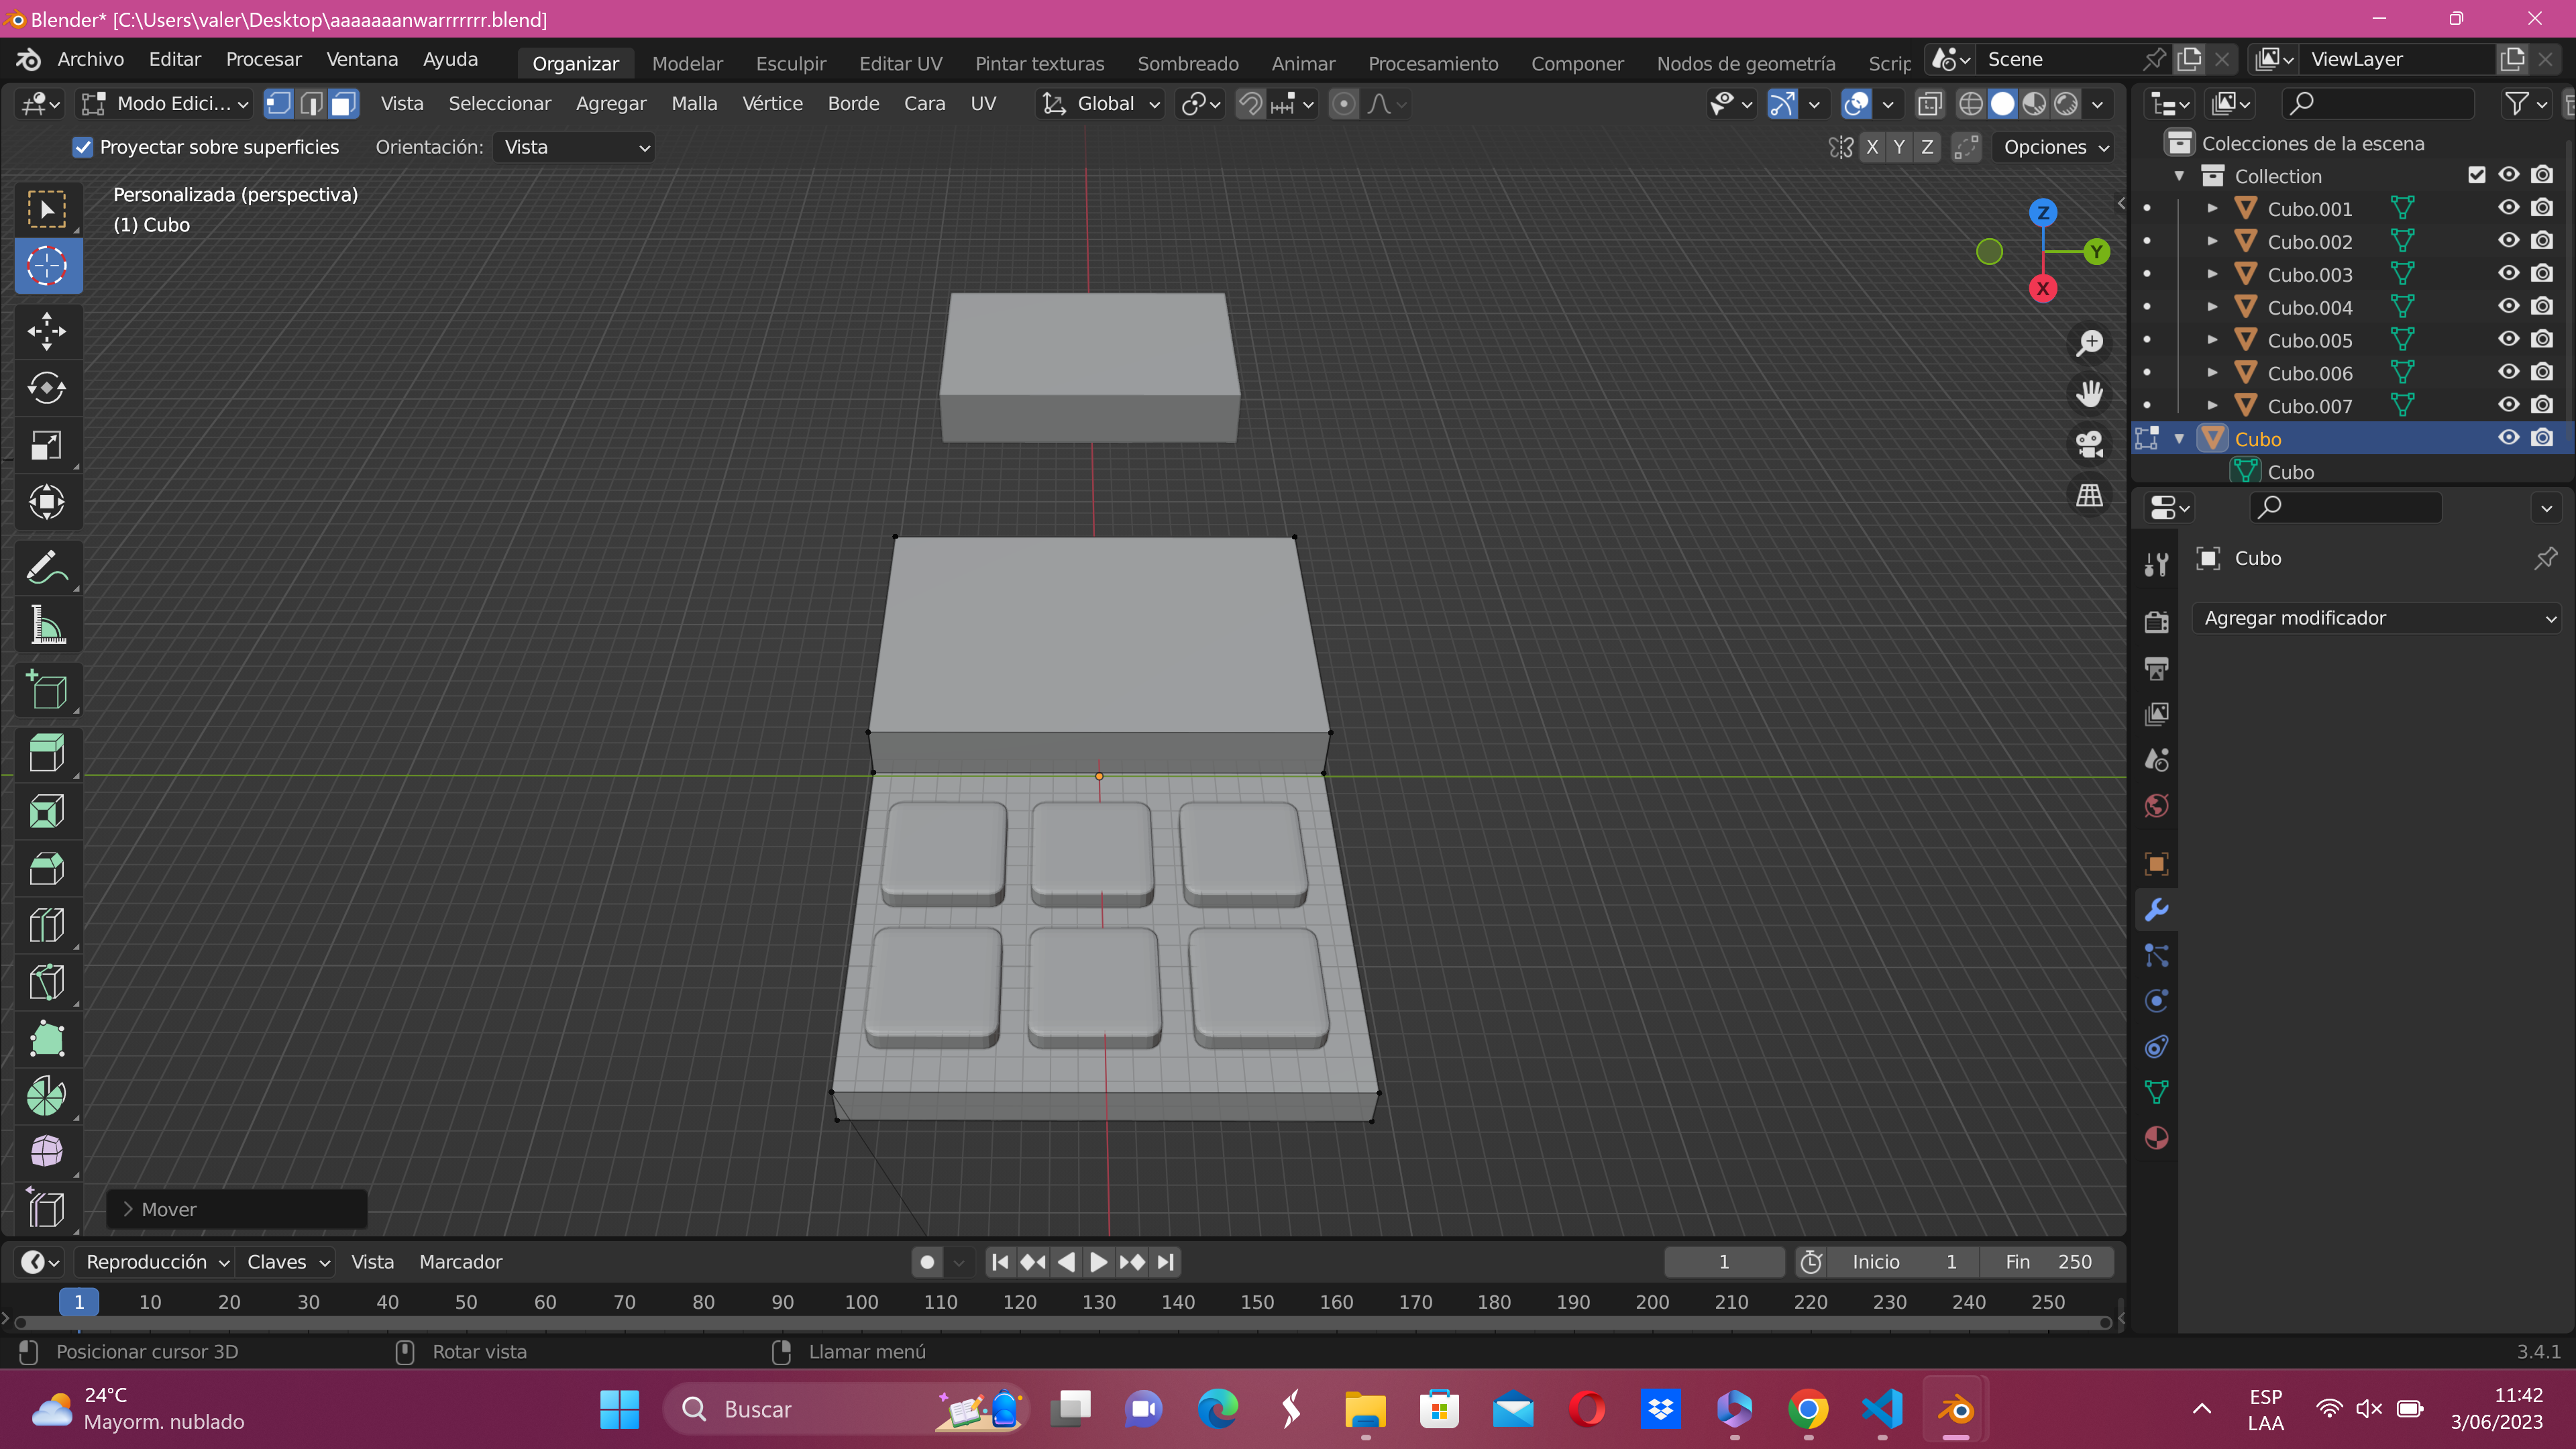 Blender* [C:\Users\valer\Desktop\aaaaaaanwarrrrrrr.blend]
Archivo Editar Procesar Ventana Ayuda Organizar Modelar Esculpir Editar UV Pintar texturas Sombreado Animar Procesamiento Componer Nodos de geometría Scrip Scene ViewLayer
Modo Edici... Vista Seleccionar Agregar Malla Vértice Borde Cara UV Global
Proyectar sobre superficies Orientación: Vista X Y Z Opciones
Personalizada (perspectiva)
(1) Cubo
Z
Y
X
Colecciones de la escena
Collection
Cubo.001
Cubo.002
Cubo.003
Cubo.004
Cubo.005
Cubo.006
Cubo.007
Cubo
Cubo
Cubo
Agregar modificador
Mover
Reproducción Claves Vista Marcador 1 Inicio 1 Fin 250
1 10 20 30 40 50 60 70 80 90 100 110 120 130 140 150 160 170 180 190 200 210 220 230 240 250
Posicionar cursor 3D Rotar vista Llamar menú 3.4.1
24°C
Mayorm. nublado
Buscar
ESP
LAA
11:42
3/06/2023